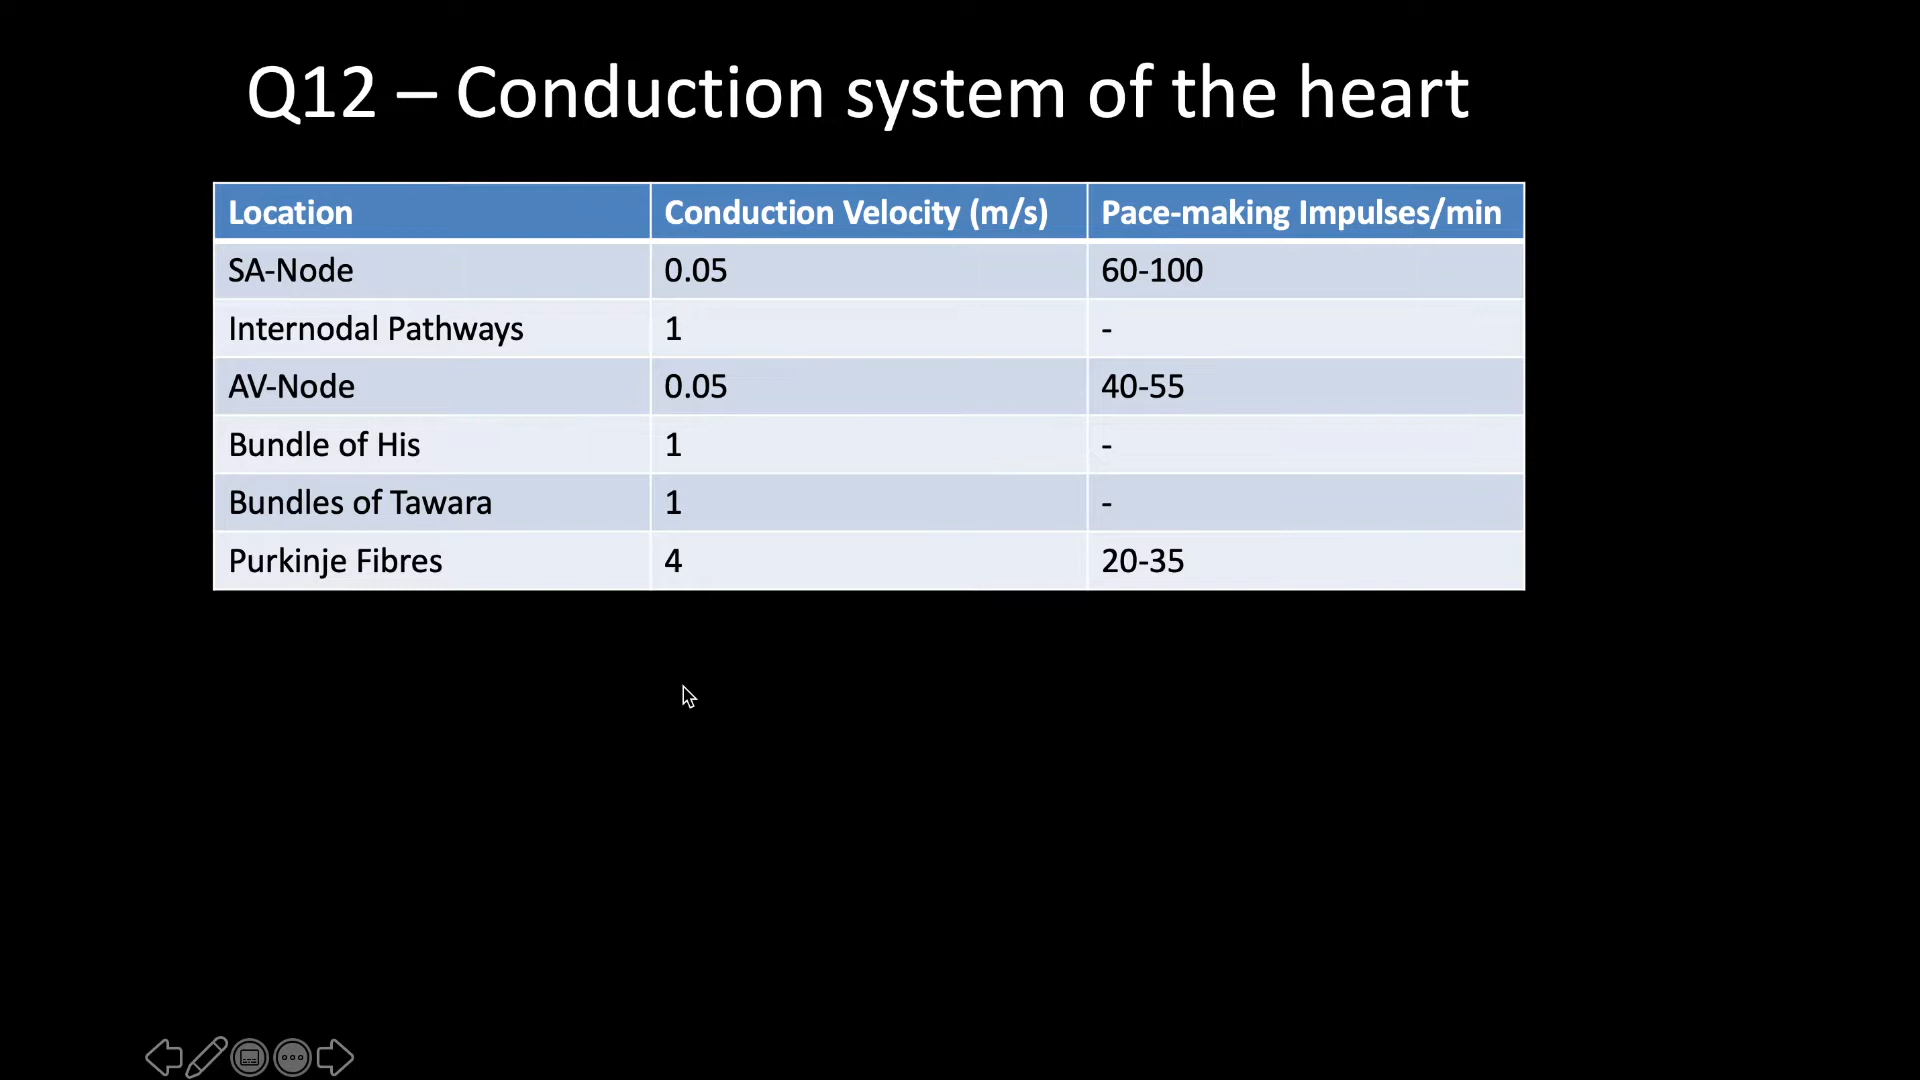 Q12 – Conduction system of the heart
Location Conduction Velocity (m/s) Pace-making Impulses/min
SA-Node 0.05 60-100
Internodal Pathways 1 -
AV-Node 0.05 40-55
Bundle of His 1 -
Bundles of Tawara 1 -
Purkinje Fibres 4 20-35